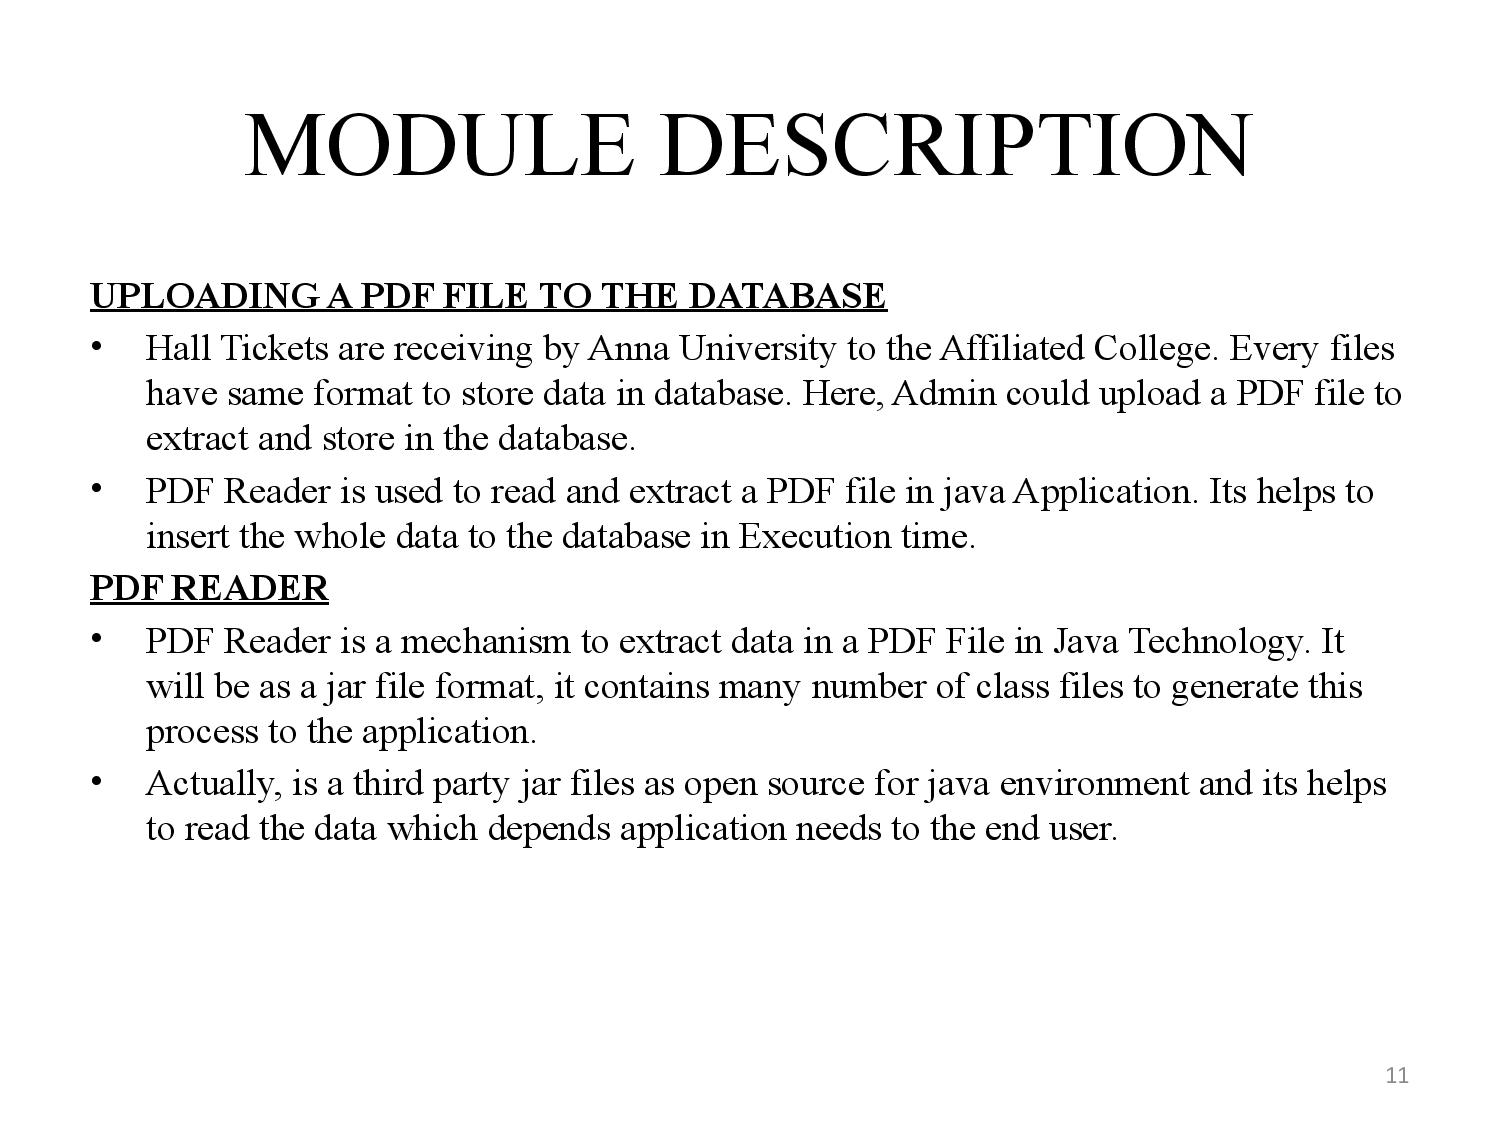 MODULE DESCRIPTION
UPLOADING A PDF FILE TO THE DATABASE
• Hall Tickets are receiving by Anna University to the Affiliated College. Every files
have same format to store data in database. Here, Admin could upload a PDF file to
extract and store in the database.
• PDF Reader is used to read and extract a PDF file in java Application. Its helps to
insert the whole data to the database in Execution time.
PDF READER
• PDF Reader is a mechanism to extract data in a PDF File in Java Technology. It
will be as a jar file format, it contains many number of class files to generate this
process to the application.
• Actually, is a third party jar files as open source for java environment and its helps
to read the data which depends application needs to the end user.
11